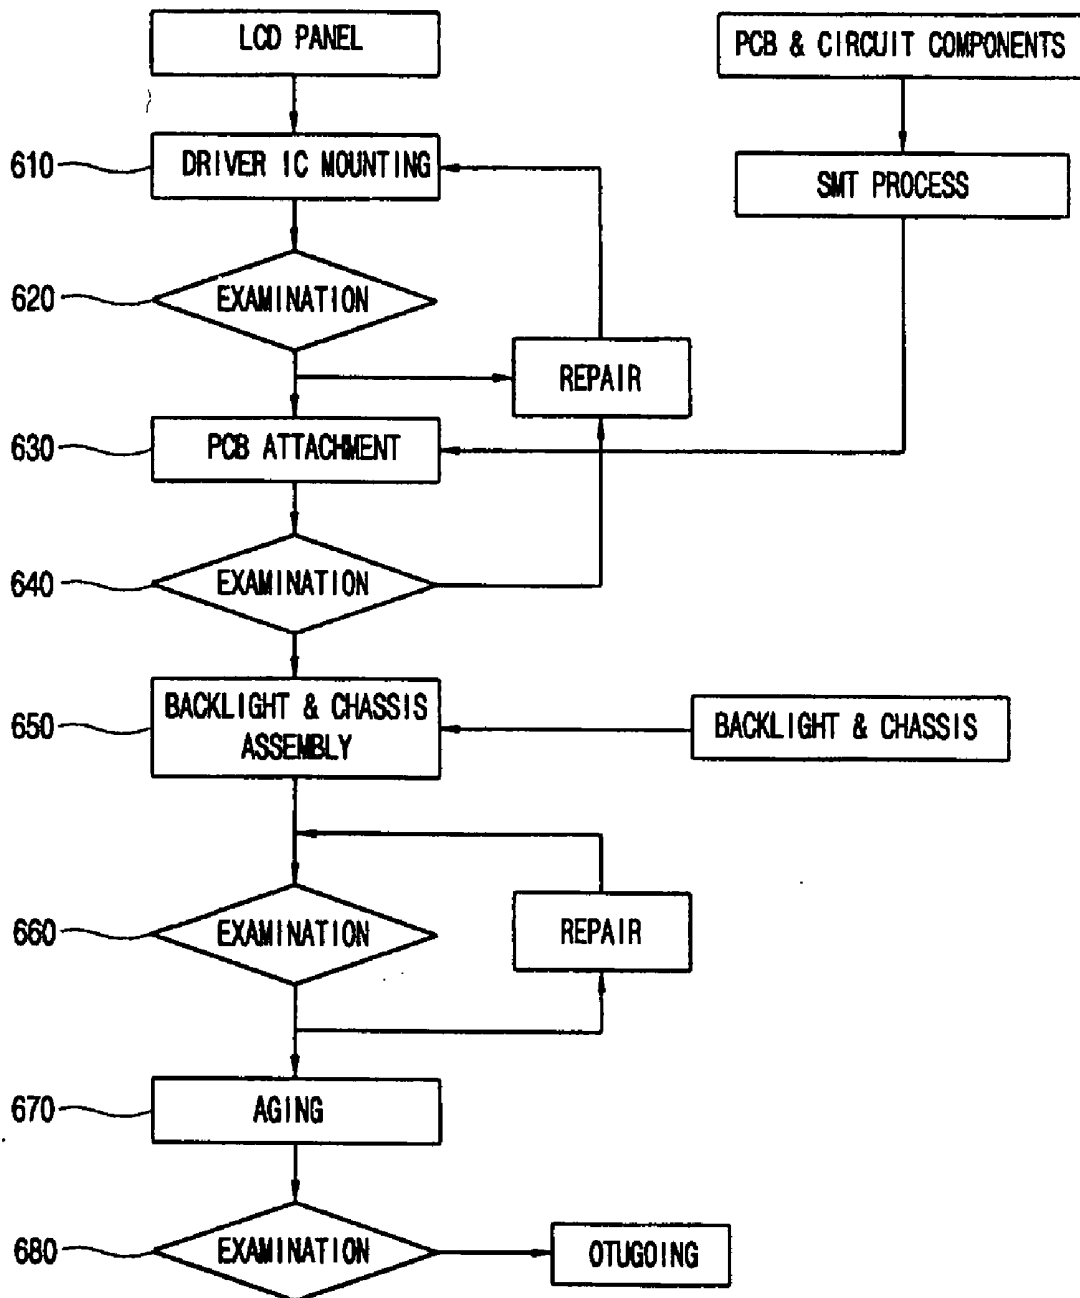 LCD PANEL
PCB & CIRCUIT COMPONENTS
610
DRIVER IC MOUNTING
SMT PROCESS
620
EXAMINATION
REPAIR
630
PCB ATTACHMENT
640
EXAMINATION
650
BACKLIGHT & CHASSIS
ASSEMBLY
BACKLIGHT & CHASSIS
660
EXAMINATION
REPAIR
670
AGING
680
EXAMINATION
OTUGOING